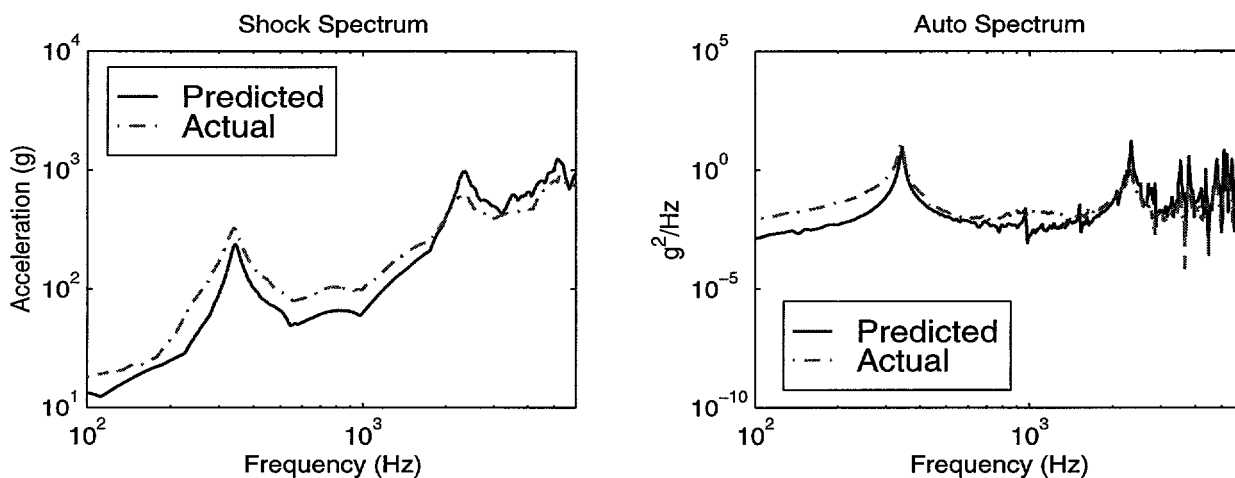 Shock Spectrum
10^4
10^3
10^2
10^1
Acceleration (g)
Predicted
Actual
10^2
10^3
Frequency (Hz)
Auto Spectrum
10^5
10^0
10^-5
10^-10
g^2/Hz
Predicted
Actual
10^2
10^3
Frequency (Hz)